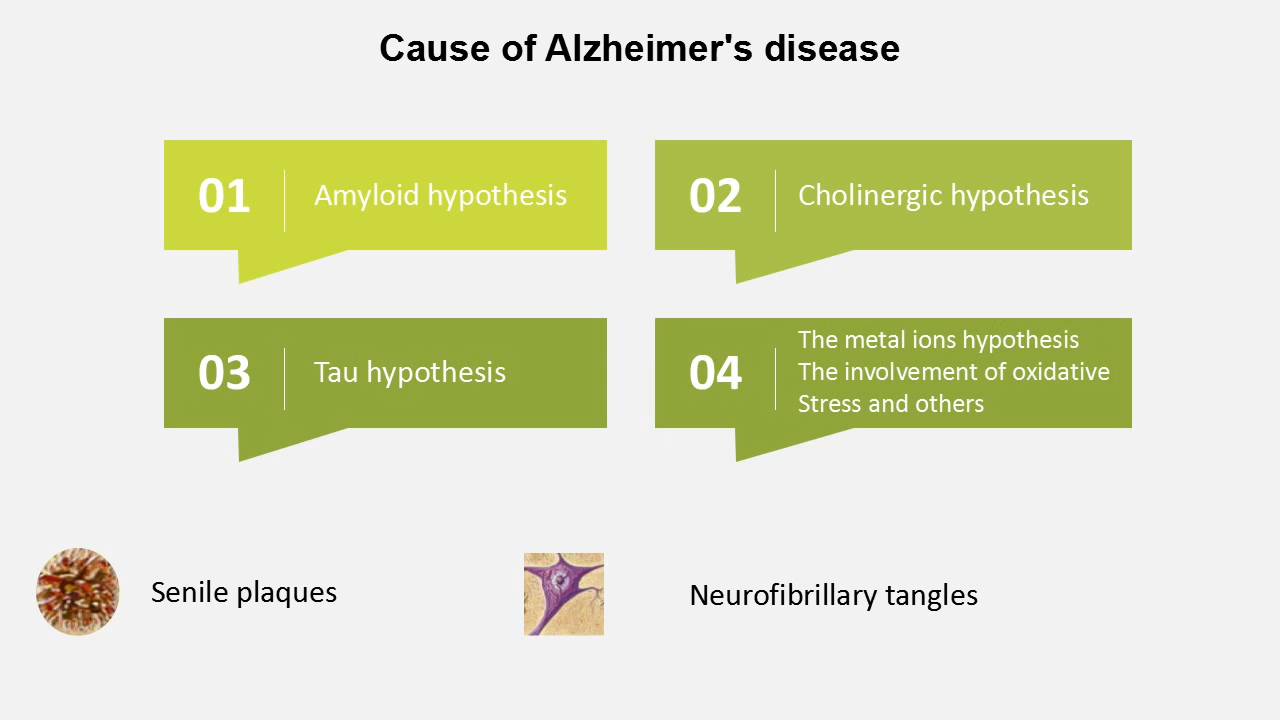 Cause of Alzheimer's disease
01 Amyloid hypothesis
02 Cholinergic hypothesis
03 Tau hypothesis
04 The metal ions hypothesis
The involvement of oxidative
Stress and others
Senile plaques
Neurofibrillary tangles